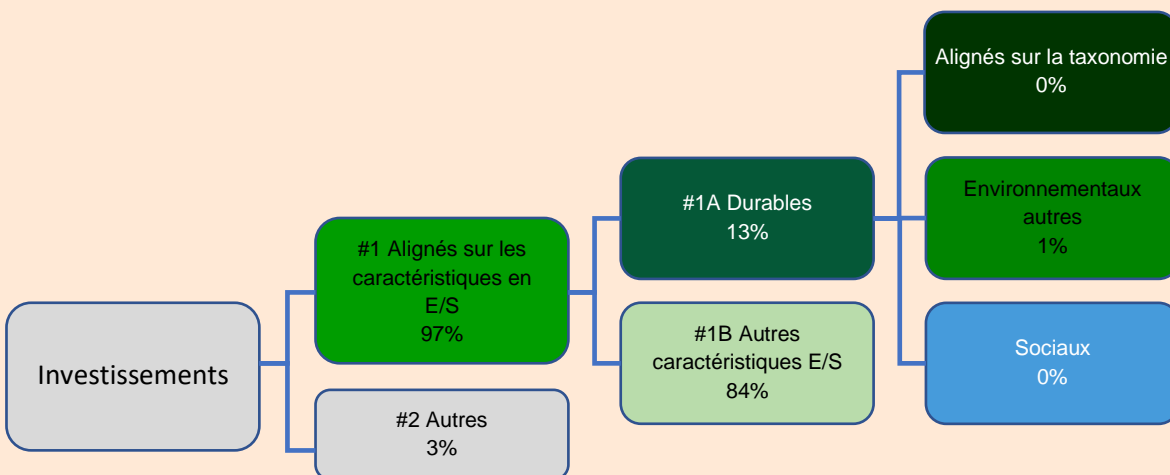 Investissements
#1 Alignés sur les
caractéristiques en
E/S
97%
#2 Autres
3%
#1A Durables
13%
#1B Autres
caractéristiques E/S
84%
Alignés sur la taxonomie
0%
Environnementaux
autres
1%
Sociaux
0%